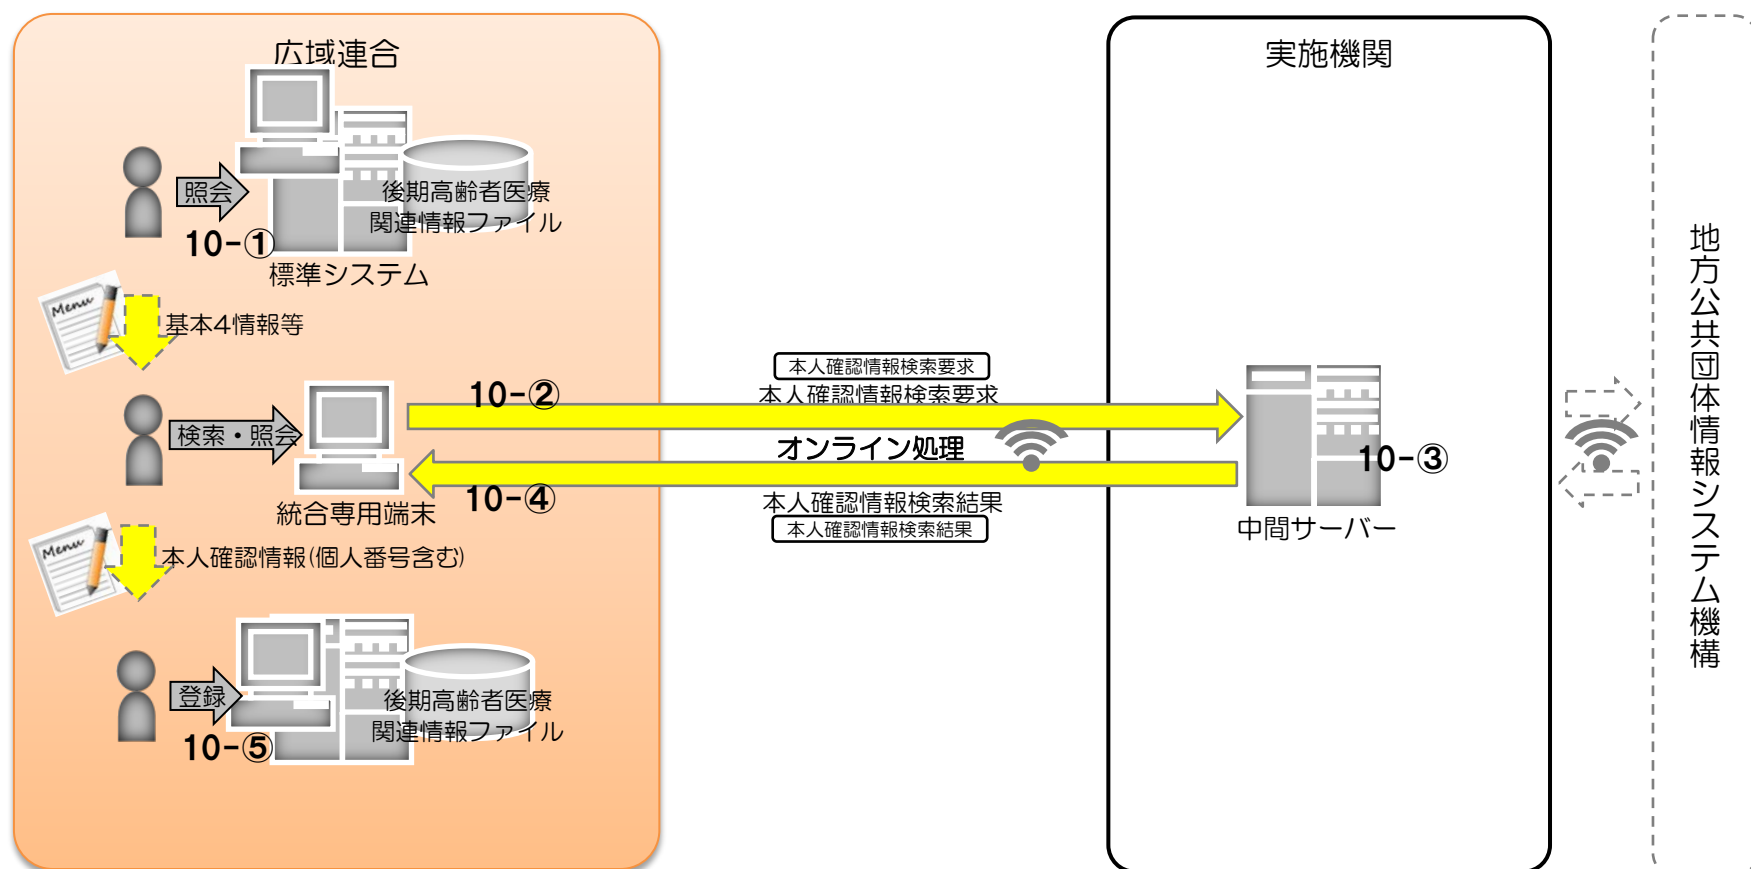 広域連合
実施機関
照会
後期高齢者医療
関連情報ファイル
10-①
標準システム
Menu
基本4情報等
本人確認情報検索要求
10-②
本人確認情報検索要求
検索・照会
オンライン処理
10-③
10-④
本人確認情報検索結果
統合専用端末
本人確認情報検索結果
中間サーバー
Menu
本人確認情報(個人番号含む)
登録
後期高齢者医療
関連情報ファイル
10-⑤
地方公共団体情報システム機構